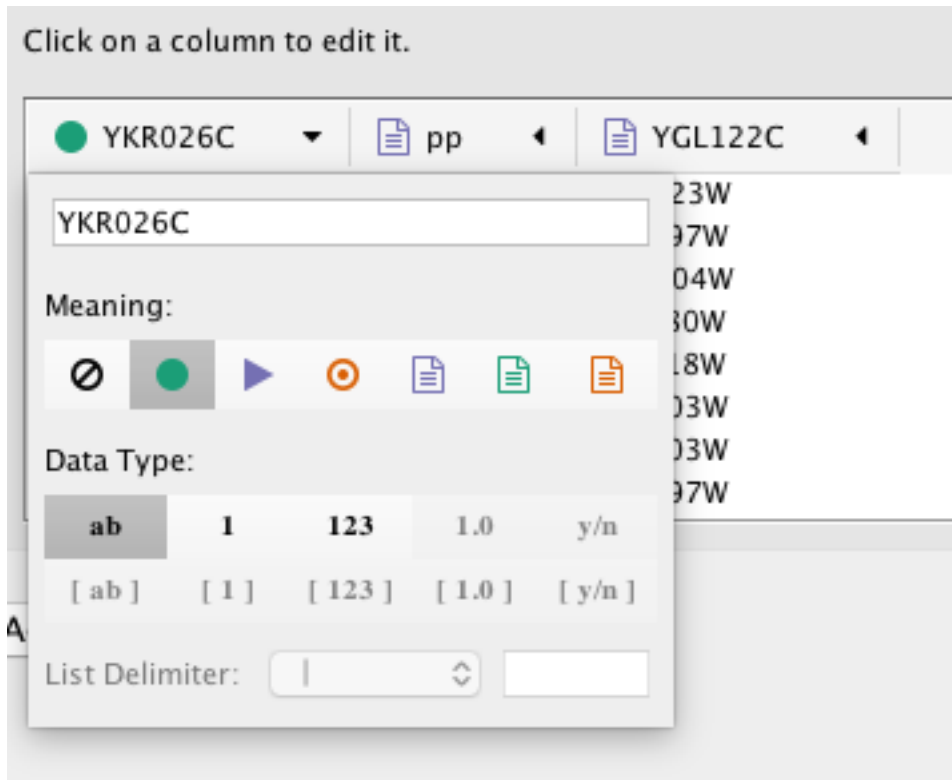 Click on a column to edit it.
YKR026C pp YGL122C
YKR026C
Meaning:
Data Type:
ab 1 123 1.0 y/n
[ ab ] [ 1 ] [ 123 ] [ 1.0 ] [ y/n ]
List Delimiter: |
23W
97W
04W
30W
18W
03W
03W
97W
A